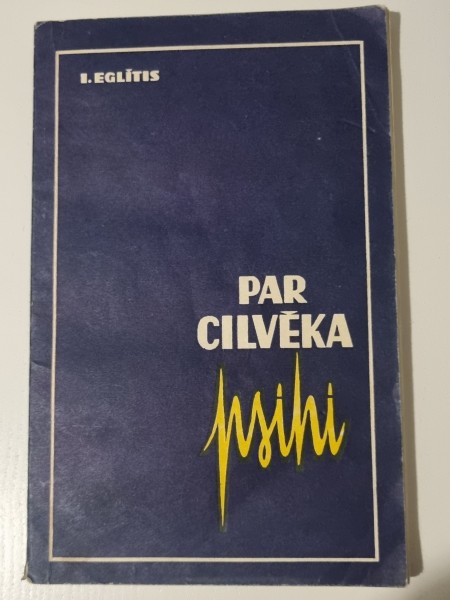 I. EGLĪTIS
PAR
CILVĒKA
psihi